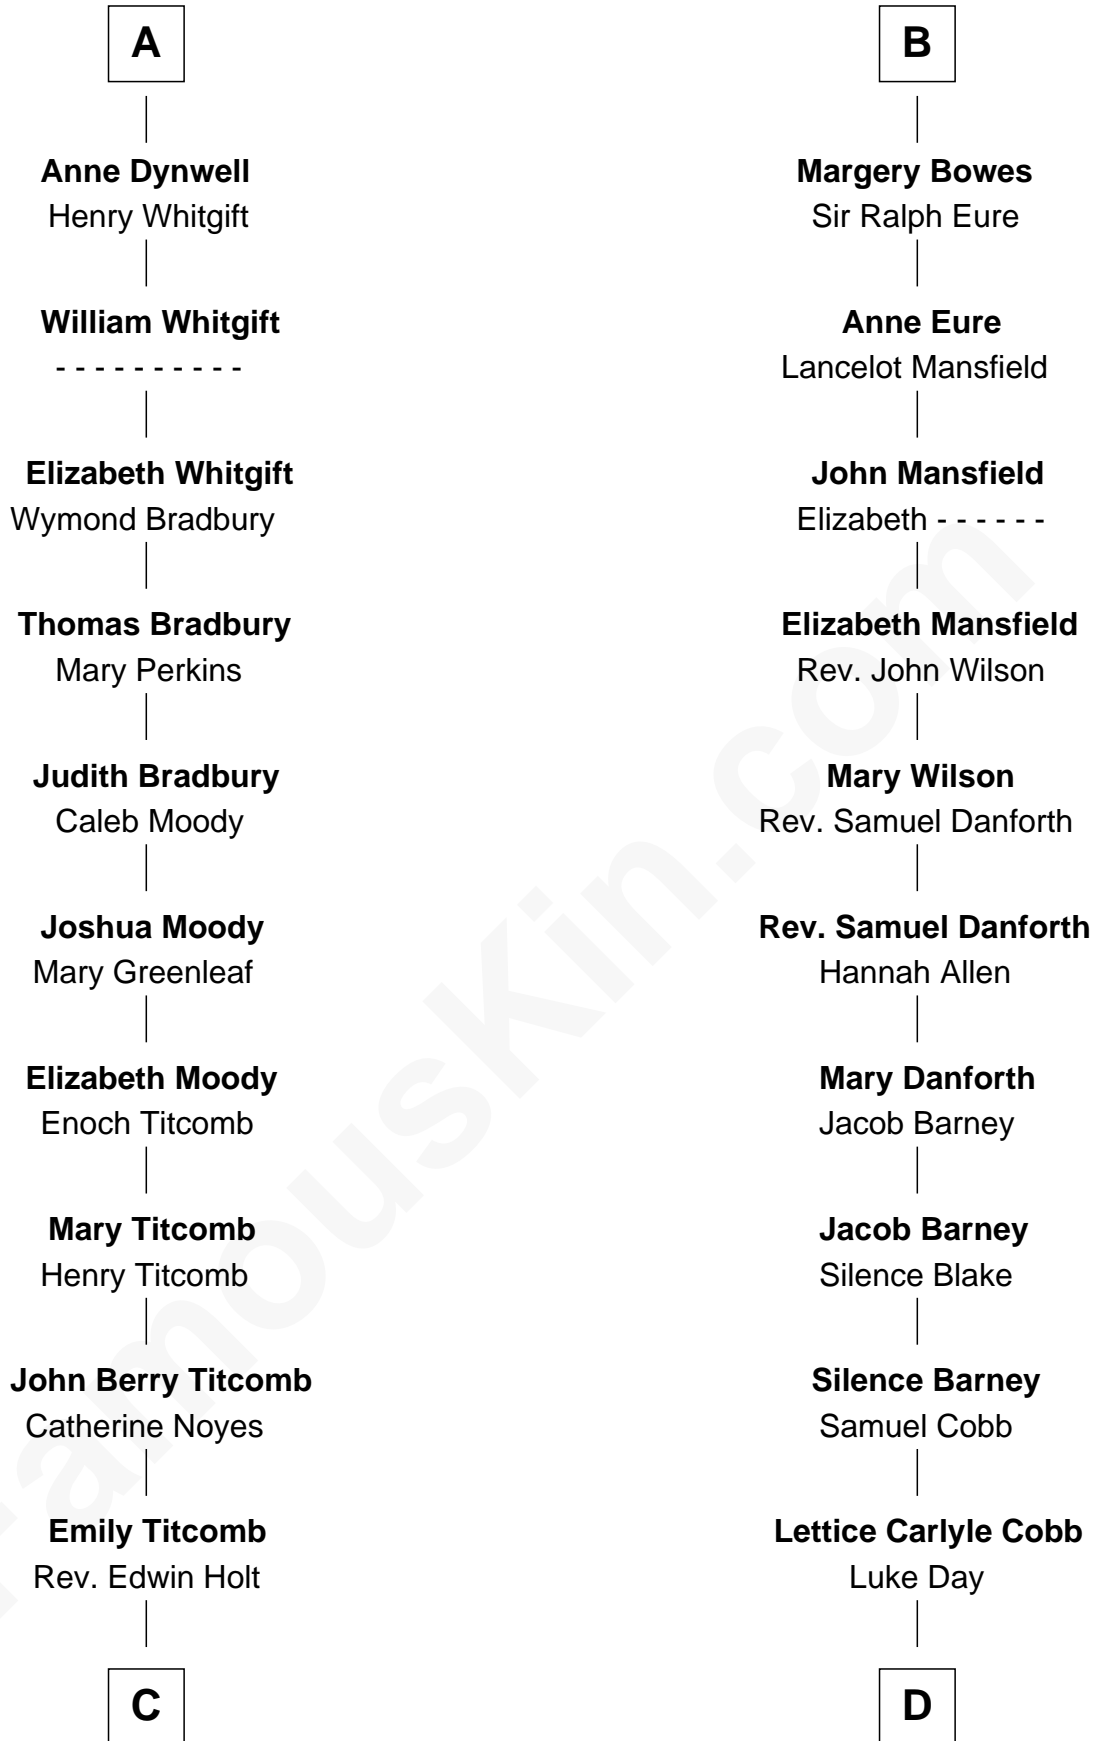 A
Anne Dynwell
Henry Whitgift
William Whitgift
- - - - - - - - - -
Elizabeth Whitgift
Wymond Bradbury
Thomas Bradbury
Mary Perkins
Judith Bradbury
Caleb Moody
Joshua Moody
Mary Greenleaf
Elizabeth Moody
Enoch Titcomb
Mary Titcomb
Henry Titcomb
John Berry Titcomb
Catherine Noyes
Emily Titcomb
Rev. Edwin Holt
C
B
Margery Bowes
Sir Ralph Eure
Anne Eure
Lancelot Mansfield
John Mansfield
Elizabeth - - - - - -
Elizabeth Mansfield
Rev. John Wilson
Mary Wilson
Rev. Samuel Danforth
Rev. Samuel Danforth
Hannah Allen
Mary Danforth
Jacob Barney
Jacob Barney
Silence Blake
Silence Barney
Samuel Cobb
Lettice Carlyle Cobb
Luke Day
D
FamousKin.com